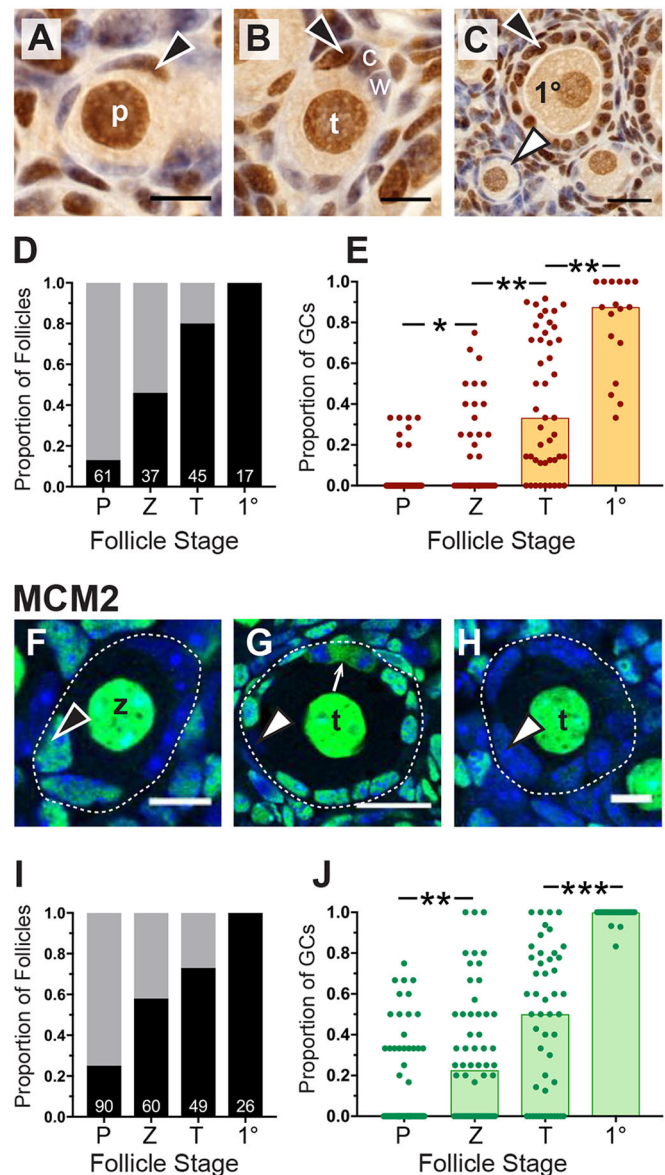 A B C
p t c w 1°
D E
** ** *
Proportion of Follicles
1.0 0.8 0.6 0.4 0.2 0.0
61 37 45 17
P Z T 1°
Follicle Stage
Proportion of GCs
1.0 0.8 0.6 0.4 0.2 0.0
P Z T 1°
Follicle Stage
MCM2
F G H
z t t
I J
** ***
Proportion of Follicles
1.0 0.8 0.6 0.4 0.2 0.0
90 60 49 26
P Z T 1°
Follicle Stage
Proportion of GCs
1.0 0.8 0.6 0.4 0.2 0.0
P Z T 1°
Follicle Stage